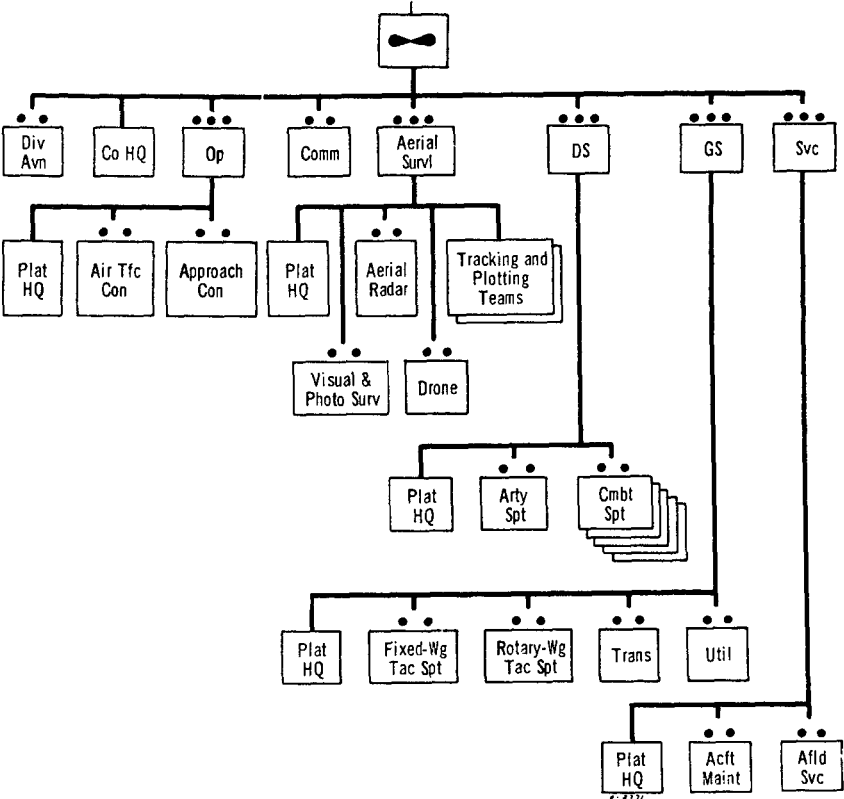 Div
Avn
Co HQ
Op
Comm
Aerial
Survl
DS
GS
Svc
Plat
HQ
Air Tfc
Con
Approach
Con
Plat
HQ
Aerial
Radar
Tracking and
Plotting
Teams
Visual &
Photo Surv
Drone
Plat
HQ
Arty
Spt
Cmbt
Spt
Plat
HQ
Fixed-Wg
Tac Spt
Rotary-Wg
Tac Spt
Trans
Util
Plat
HQ
Acft
Maint
Afld
Svc